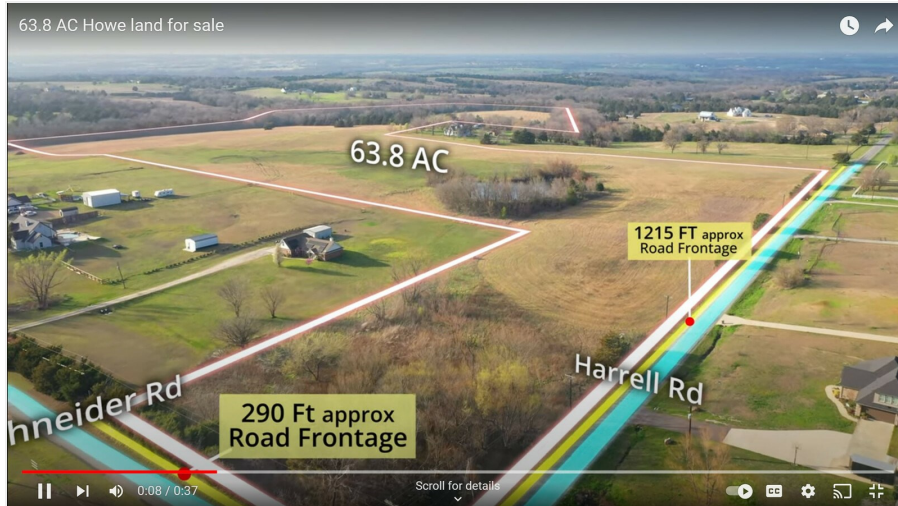 63.8 AC Howe land for sale
63.8 AC
1215 FT approx
Road Frontage
Harrell Rd
hneider Rd
290 Ft approx
Road Frontage
0:08 / 0:37
Scroll for details
CC